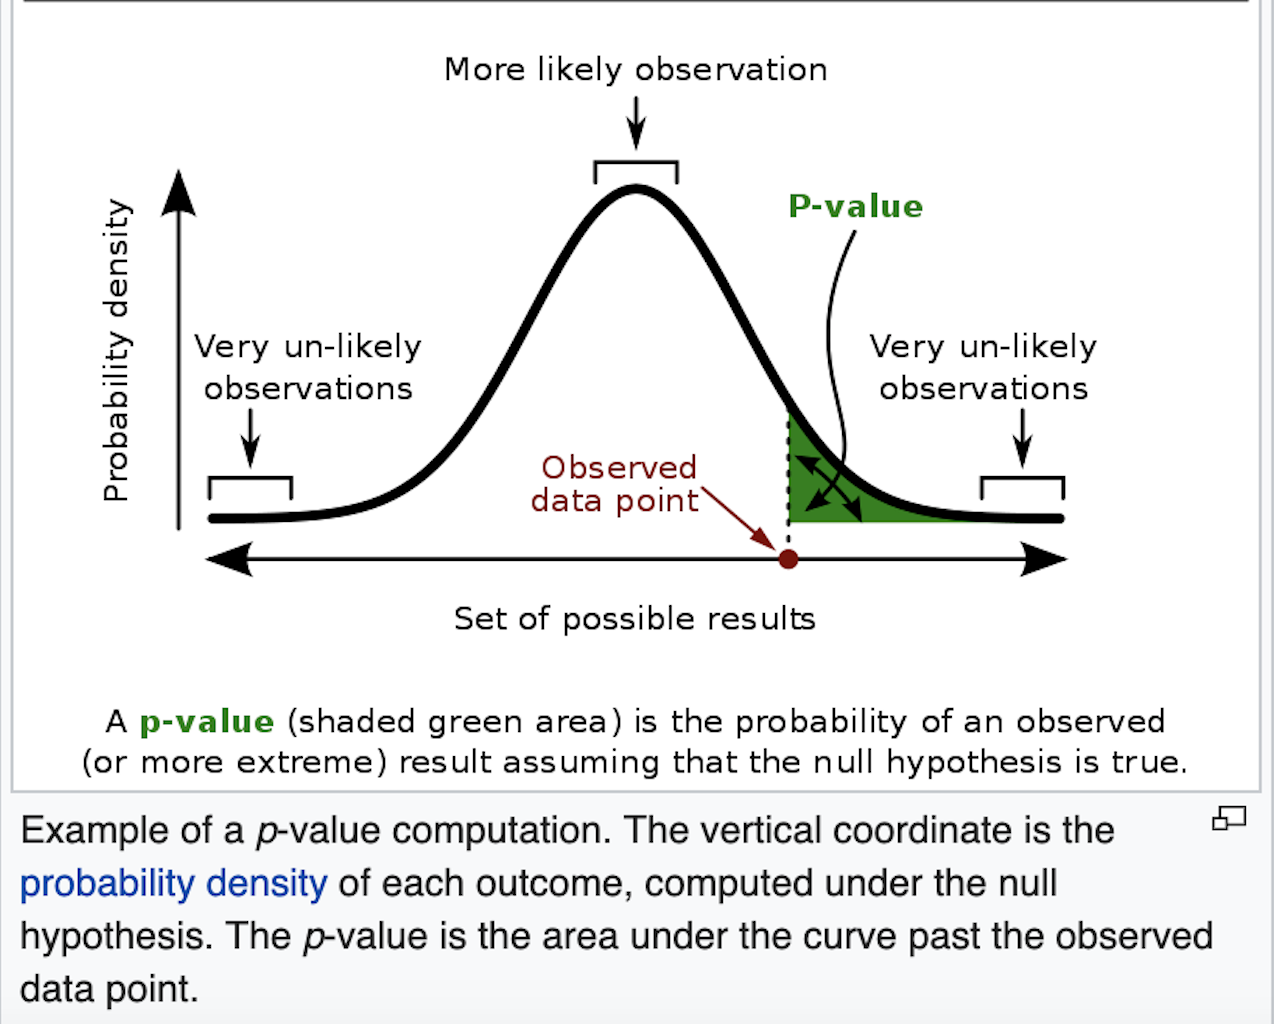 More likely observation
P-value
Probability density
Very un-likely
observations
Very un-likely
observations
Observed
data point
Set of possible results
A p-value (shaded green area) is the probability of an observed
(or more extreme) result assuming that the null hypothesis is true.
Example of a p-value computation. The vertical coordinate is the
probability density of each outcome, computed under the null
hypothesis. The p-value is the area under the curve past the observed
data point.